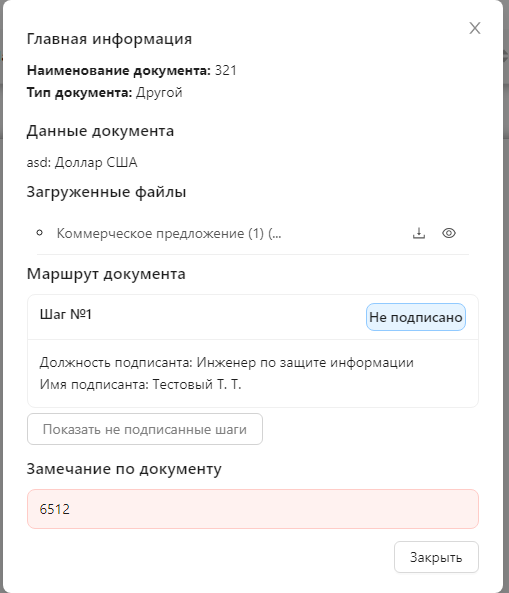 Главная информация
Наименование документа: 321
Тип документа: Другой
Данные документа
asd: Доллар США
Загруженные файлы
Коммерческое предложение (1) (...
Маршрут документа
Шаг №1
Не подписано
Должность подписанта: Инженер по защите информации
Имя подписанта: Тестовый Т. Т.
Показать не подписанные шаги
Замечание по документу
6512
Закрыть